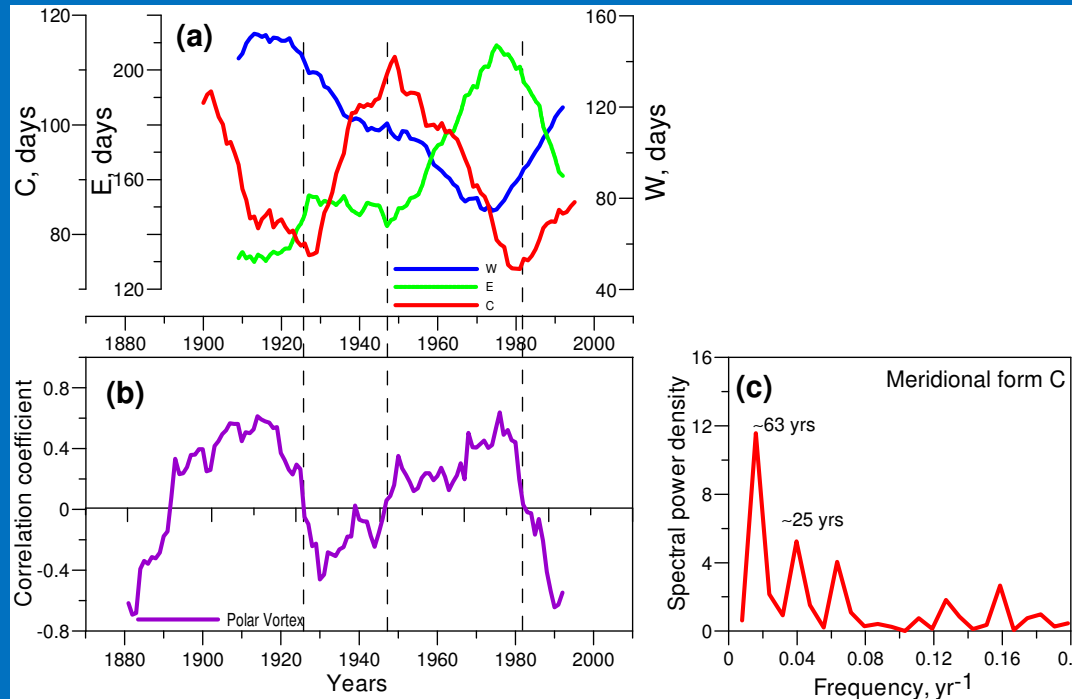 (a)
120
100
80
C, days
200
160
120
E, days
160
120
80
40
W, days
W
E
C
1880 1900 1920 1940 1960 1980 2000
(b)
0.8
0.4
0
-0.4
-0.8
Correlation coefficient
Polar Vortex
1880 1900 1920 1940 1960 1980 2000
Years
(c)
Meridional form C
16
12
8
4
0
Spectral power density
~63 yrs
~25 yrs
0 0.04 0.08 0.12 0.16 0.
Frequency, yr-1